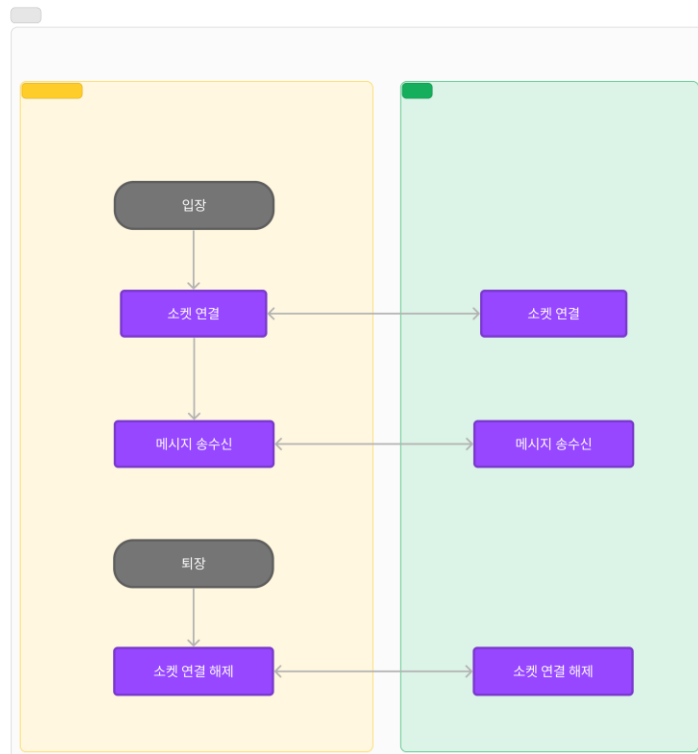 입장
소켓 연결
소켓 연결
메시지 송수신
메시지 송수신
퇴장
소켓 연결 해제
소켓 연결 해제